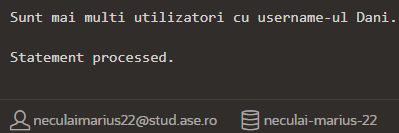 Sunt mai multi utilizatori cu username-ul Dani.
Statement processed.
neculaimarius22@stud.ase.ro neculai-marius-22